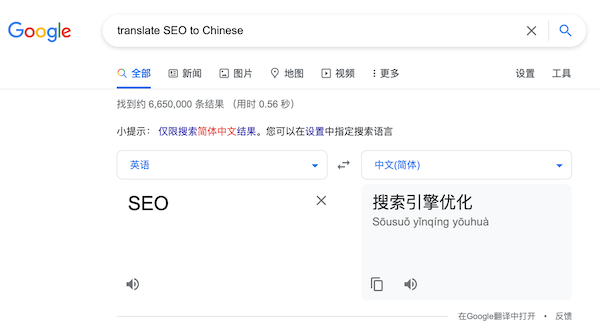 Google translate SEO to Chinese
全部 新闻 图片 地图 视频 更多 设置 工具
找到约 6,650,000 条结果 （用时 0.56 秒）
小提示： 仅限搜索简体中文结果。您可以在设置中指定搜索语言
英语 中文(简体)
SEO 搜索引擎优化
Sōusuǒ yǐnqíng yōuhuà
在Google翻译中打开 • 反馈